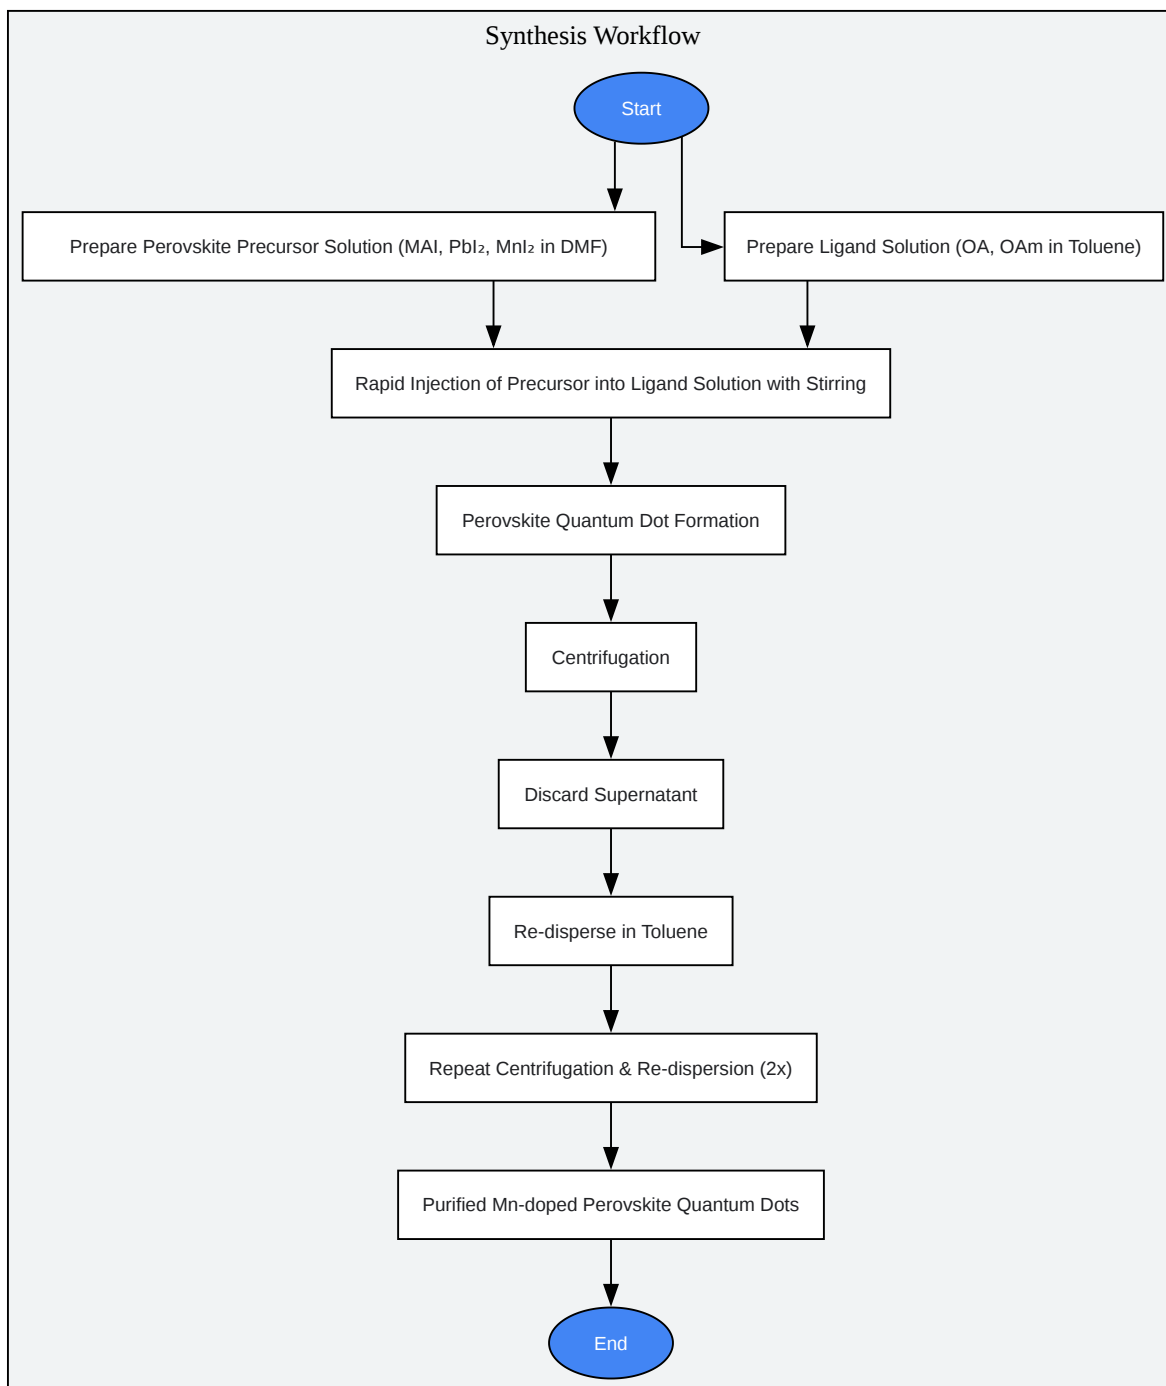 Synthesis Workflow
Start
Prepare Perovskite Precursor Solution (MAI, PbI₂, MnI₂ in DMF)
Prepare Ligand Solution (OA, OAm in Toluene)
Rapid Injection of Precursor into Ligand Solution with Stirring
Perovskite Quantum Dot Formation
Centrifugation
Discard Supernatant
Re-disperse in Toluene
Repeat Centrifugation & Re-dispersion (2x)
Purified Mn-doped Perovskite Quantum Dots
End